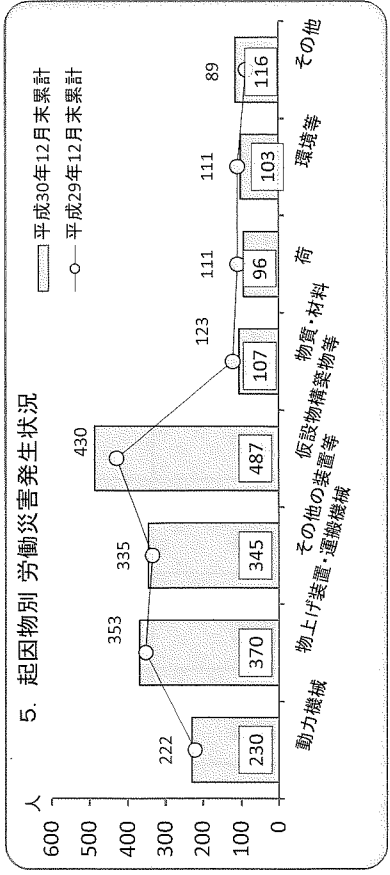 5. 起因物別 労働災害発生状況
平成30年12月末累計
平成29年12月末累計
人
600
500
400
300
200
100
0
222
353
335
430
123
111
111
89
230
370
345
487
107
96
103
116
動力機械
物上げ装置・運搬機械
その他の装置等
仮設物構築物等
物質・材料
荷
環境等
その他